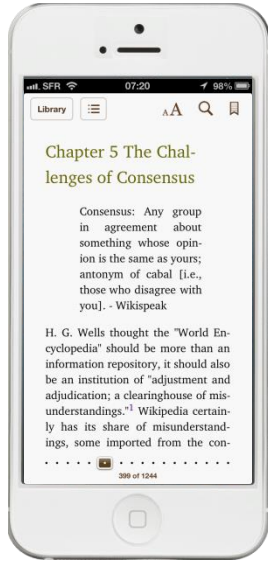 SFR 07:20 98%
Library AA
Chapter 5 The Chal-
lenges of Consensus
Consensus: Any group
in agreement about
something whose opin-
ion is the same as yours;
antonym of cabal [i.e.,
those who disagree with
you]. - Wikispeak
H. G. Wells thought the "World En-
cyclopedia" should be more than an
information repository, it should also
be an institution of "adjustment and
adjudication; a clearinghouse of mis-
understandings."1 Wikipedia certain-
ly has its share of misunderstand-
ings, some imported from the con-
399 of 1244